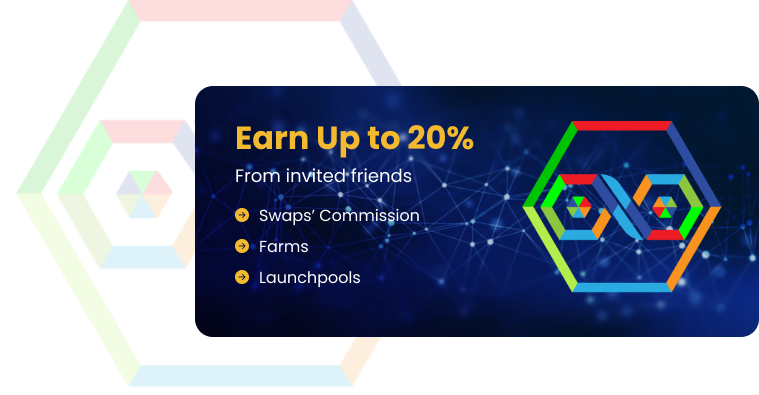 Earn Up to 20%
From invited friends
Swaps’ Commission
Farms
Launchpools